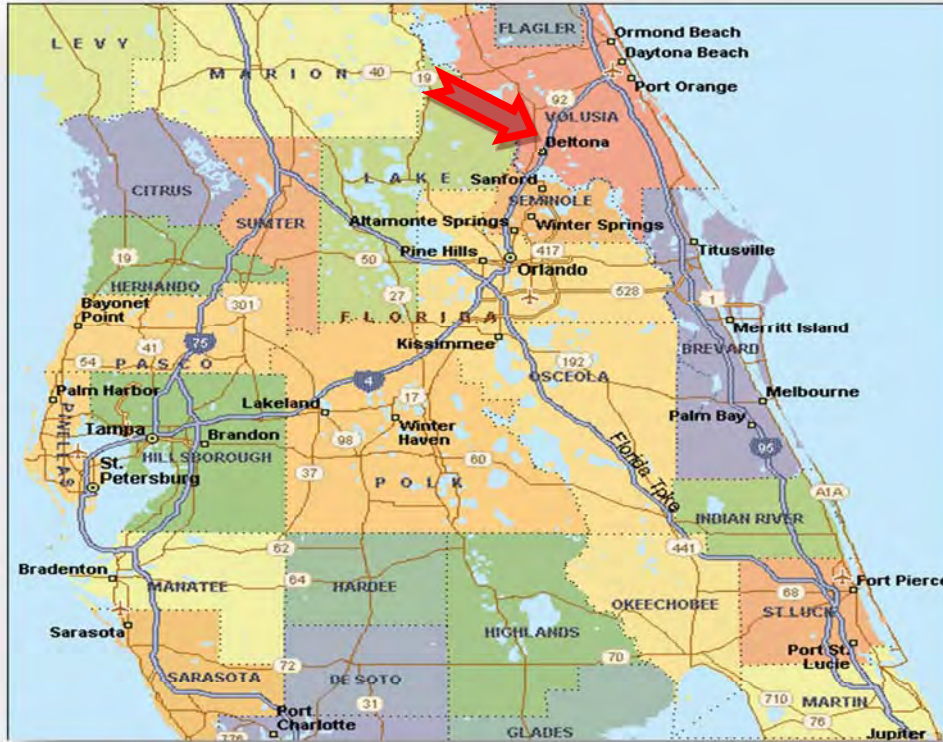 FLAGLER
Ormond Beach
LEVY
Daytona Beach
MARION
40
19
Port Orange
92
VOLUSIA
Deltona
CITRUS
LAKE
Sanford
SEMINOLE
SUMTER
Altamonte Springs
Winter Springs
Titusville
19
50
Pine Hills
417
Orlando
HERNANDO
27
528
1
Bayonet
Point
301
FLORIDA
Merritt Island
41
75
Kissimmee
BREVARD
54
PASCO
192
OSCEOLA
4
Palm Harbor
17
Melbourne
Lakeland
Palm Bay
PINELLAS
Tampa
Brandon
98
Winter
Haven
Florida Tpke
95
HILLSBOROUGH
60
St.
Petersburg
37
POLK
A1A
INDIAN RIVER
62
441
Bradenton
MANATEE
64
HARDEE
68
Fort Pierce
OKEECHOBEE
ST.LUCIE
Sarasota
HIGHLANDS
72
70
Port St.
Lucie
SARASOTA
DE SOTO
31
710
MARTIN
Port
Charlotte
76
776
GLADES
Jupiter